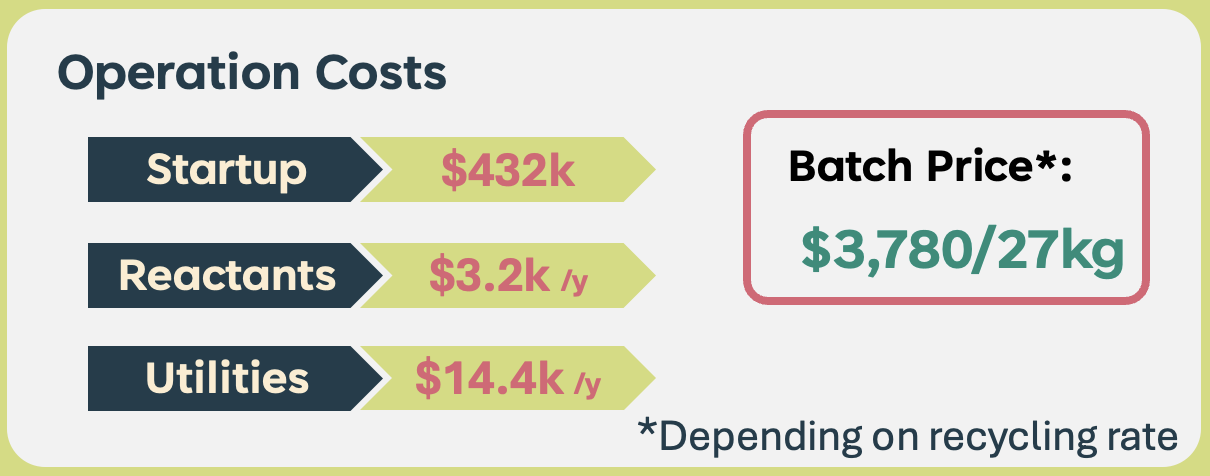 Operation Costs
Startup $432k
Batch Price*:
$3,780/27kg
Reactants $3.2k /y
Utilities $14.4k /y
*Depending on recycling rate